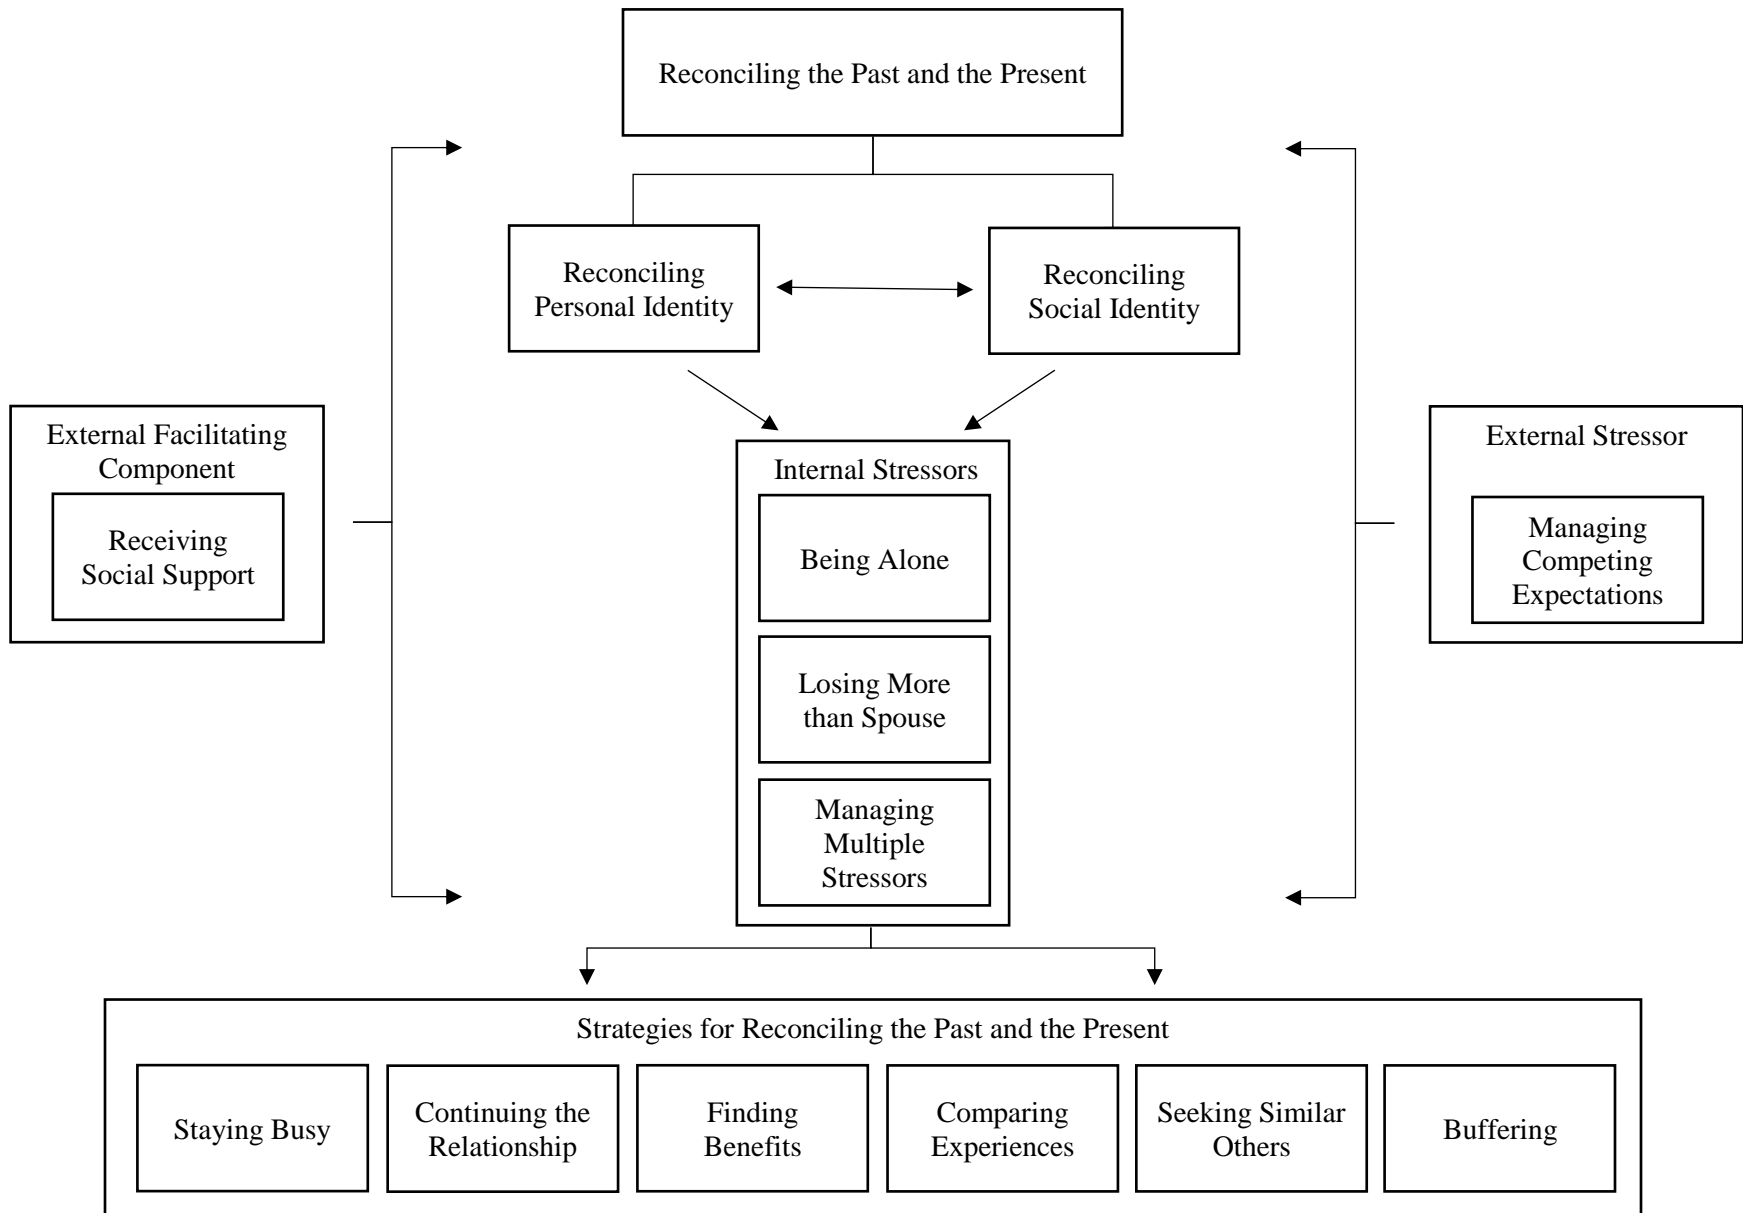 Reconciling the Past and the Present
Reconciling
Personal Identity
Reconciling
Social Identity
External Facilitating
Component
Receiving
Social Support
Internal Stressors
Being Alone
Losing More
than Spouse
Managing
Multiple
Stressors
External Stressor
Managing
Competing
Expectations
Strategies for Reconciling the Past and the Present
Staying Busy
Continuing the
Relationship
Finding
Benefits
Comparing
Experiences
Seeking Similar
Others
Buffering